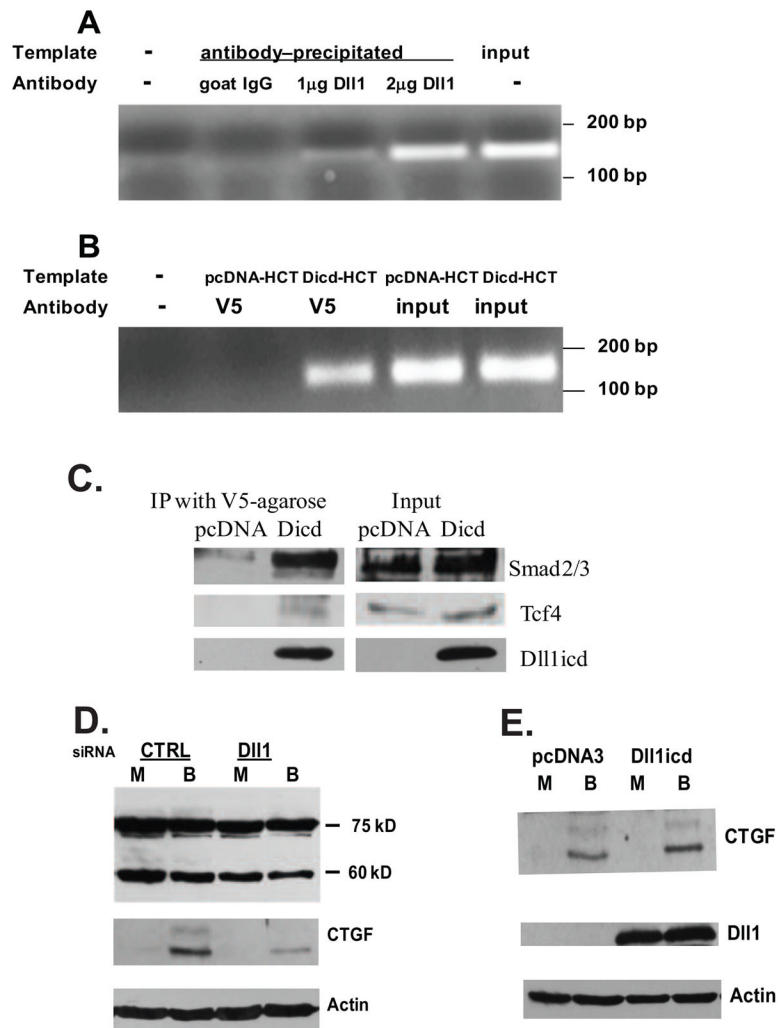 A
Template - antibody–precipitated input
Antibody - goat IgG 1µg Dll1 2µg Dll1 -
200 bp
100 bp
B
Template - pcDNA-HCT Dicd-HCT pcDNA-HCT Dicd-HCT
Antibody - V5 V5 input input
200 bp
100 bp
C.
IP with V5-agarose Input
pcDNA Dicd pcDNA Dicd
Smad2/3
Tcf4
Dll1icd
D.
siRNA CTRL Dll1
M B M B
75 kD
60 kD
CTGF
Actin
E.
pcDNA3 Dll1icd
M B M B
CTGF
Dll1
Actin